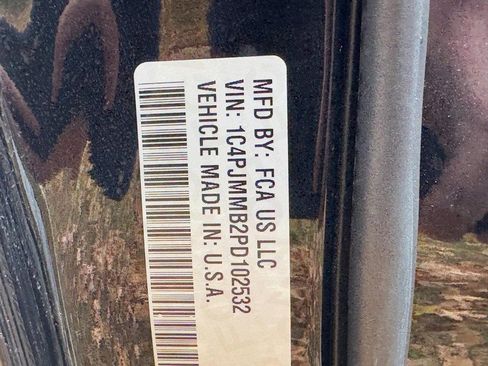 MFD BY: FCA US LLC
VIN: 1C4PJMMB2PD102532
VEHICLE MADE IN: U.S.A.